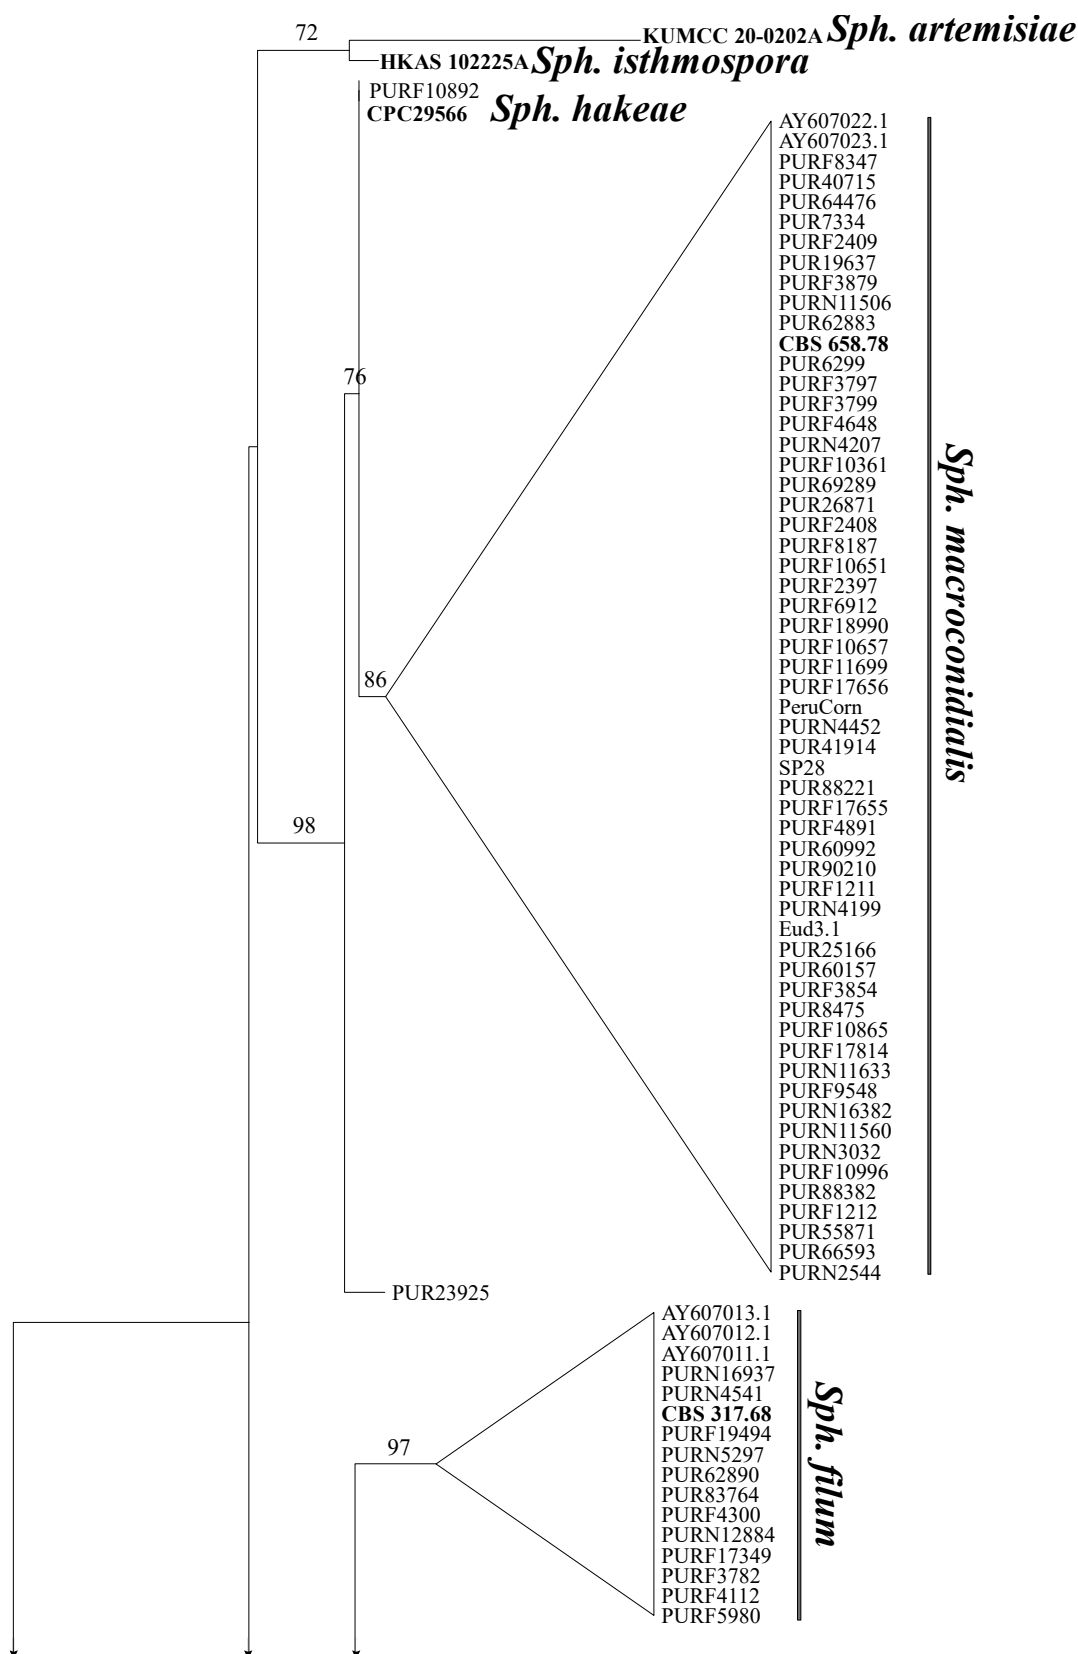 72
KUMCC 20-0202A Sph. artemisiae
HKAS 102225A Sph. isthmospora
PURF10892
CPC29566 Sph. hakeae
AY607022.1
AY607023.1
PURF8347
PUR40715
PUR64476
PUR7334
PURF2409
PUR19637
PURF3879
PURN11506
PUR62883
CBS 658.78
PUR6299
76
PURF3797
PURF3799
PURF4648
PURN4207
PURF10361
PUR69289
PUR26871
PURF2408
PURF8187
PURF10651
PURF2397
PURF6912
PURF18990
PURF10657
PURF11699
86
PURF17656
PeruCorn
PURN4452
PUR41914
SP28
PUR88221
PURF17655
PURF4891
98
PUR60992
PUR90210
PURF1211
PURN4199
Eud3.1
PUR25166
PUR60157
PURF3854
PUR8475
PURF10865
PURF17814
PURN11633
PURF9548
PURN16382
PURN11560
PURN3032
PURF10996
PUR88382
PURF1212
PUR55871
PUR66593
PURN2544
Sph. macroconidialis
PUR23925
AY607013.1
AY607012.1
AY607011.1
PURN16937
PURN4541
CBS 317.68
PURF19494
97
PURN5297
PUR62890
PUR83764
PURF4300
PURN12884
PURF17349
PURF3782
PURF4112
PURF5980
Sph. filum